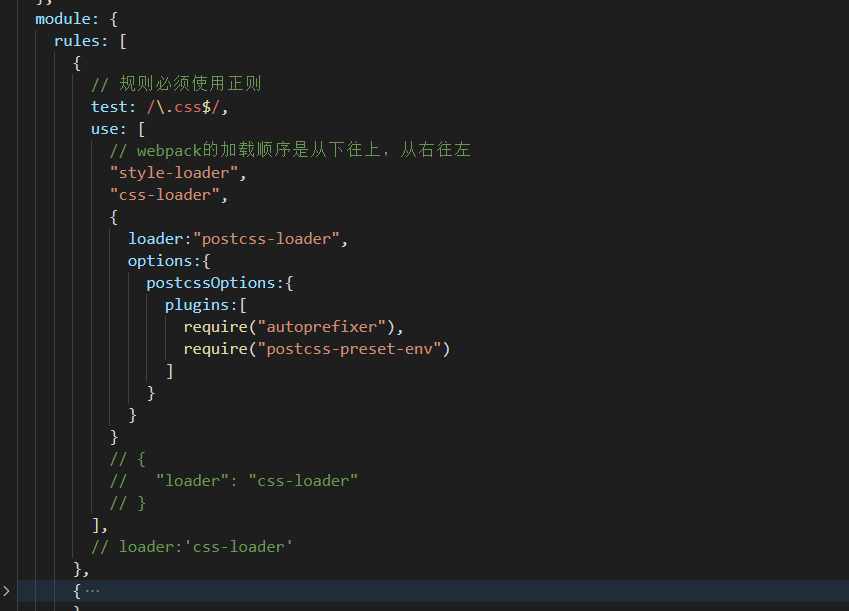 },
module: {
rules: [
{
// 规则必须使用正则
test: /\.css$/,
use: [
// webpack的加载顺序是从下往上，从右往左
"style-loader",
"css-loader",
{
loader:"postcss-loader",
options:{
postcssOptions:{
plugins:[
require("autoprefixer"),
require("postcss-preset-env")
]
}
}
}
// {
//   "loader": "css-loader"
// }
],
// loader:'css-loader'
},
{ ···
}